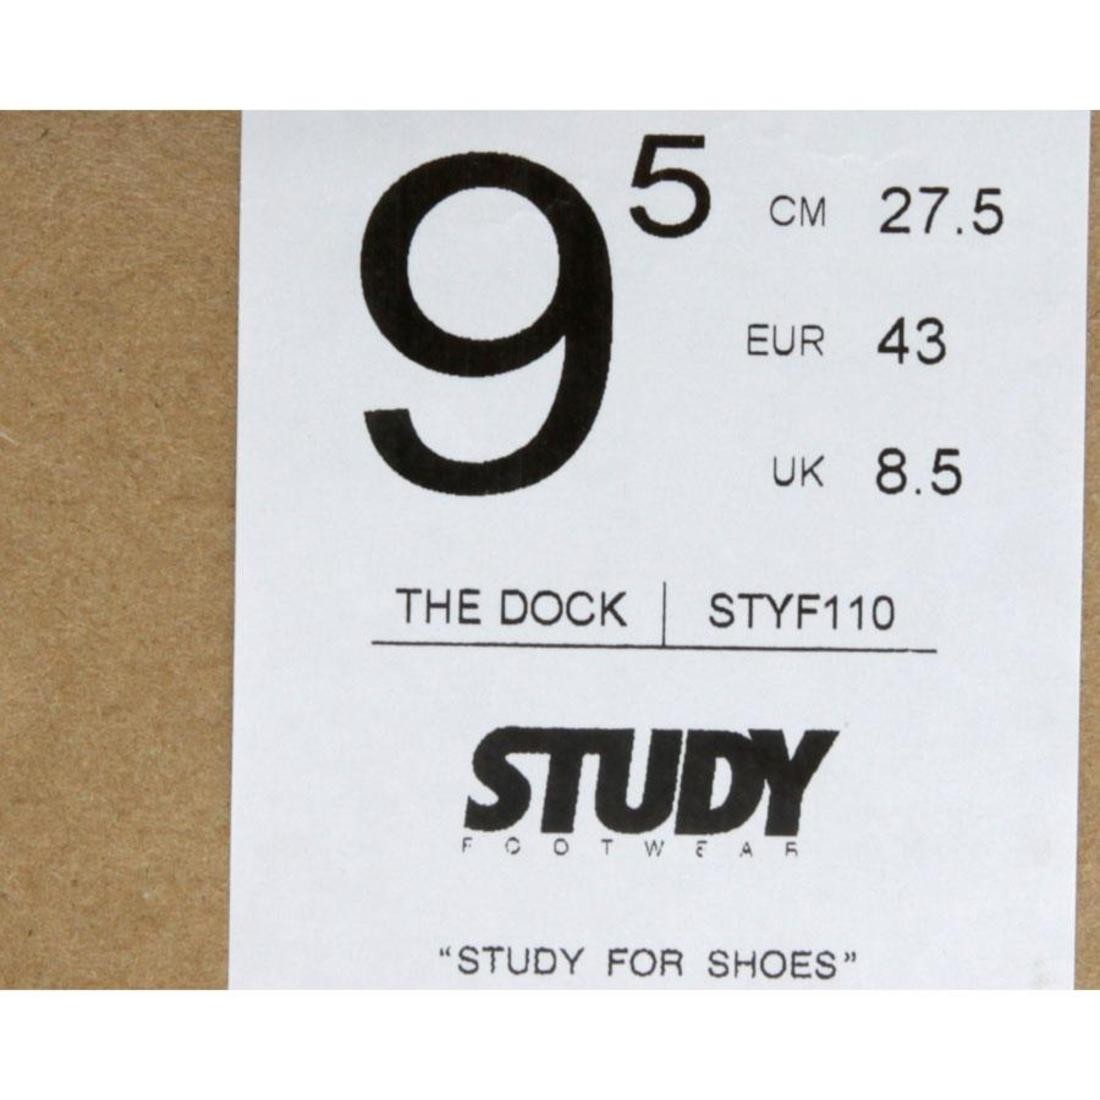 9 5
CM 27.5
EUR 43
UK 8.5
THE DOCK | STYF110
STUDY
FOOTWEAR
“STUDY FOR SHOES”